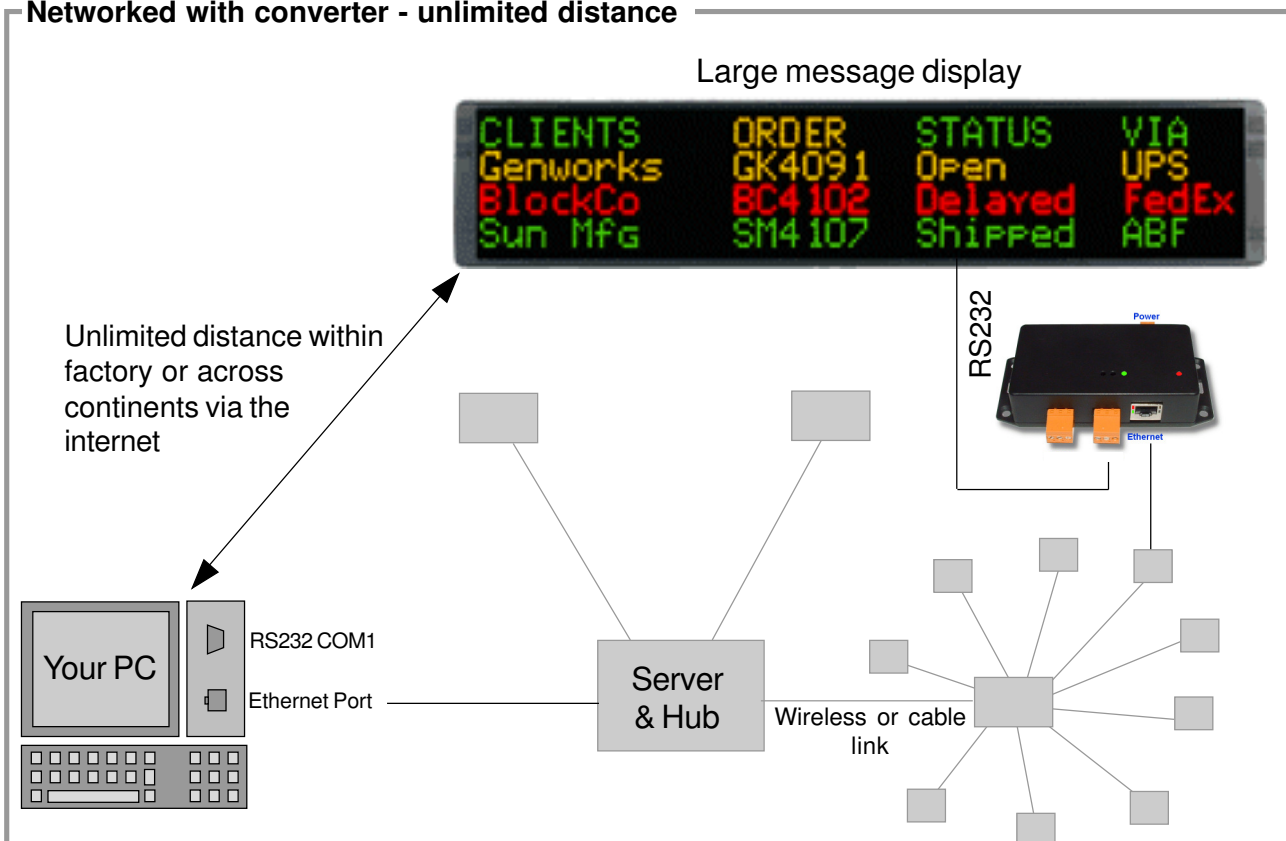 Networked with converter - unlimited distance
Large message display
CLIENTS ORDER STATUS VIA
Genworks GK4091 Open UPS
BlockCo BC4102 Delayed FedEx
Sun Mfg SM4107 Shipped ABF
RS232
Power
Ethernet
Unlimited distance within
factory or across
continents via the
internet
Your PC
RS232 COM1
Ethernet Port
Server
& Hub
Wireless or cable
link